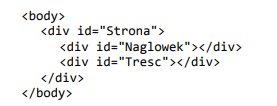 <body>
<div id="Strona">
<div id="Naglowek"></div>
<div id="Tresc"></div>
</div>
</body>